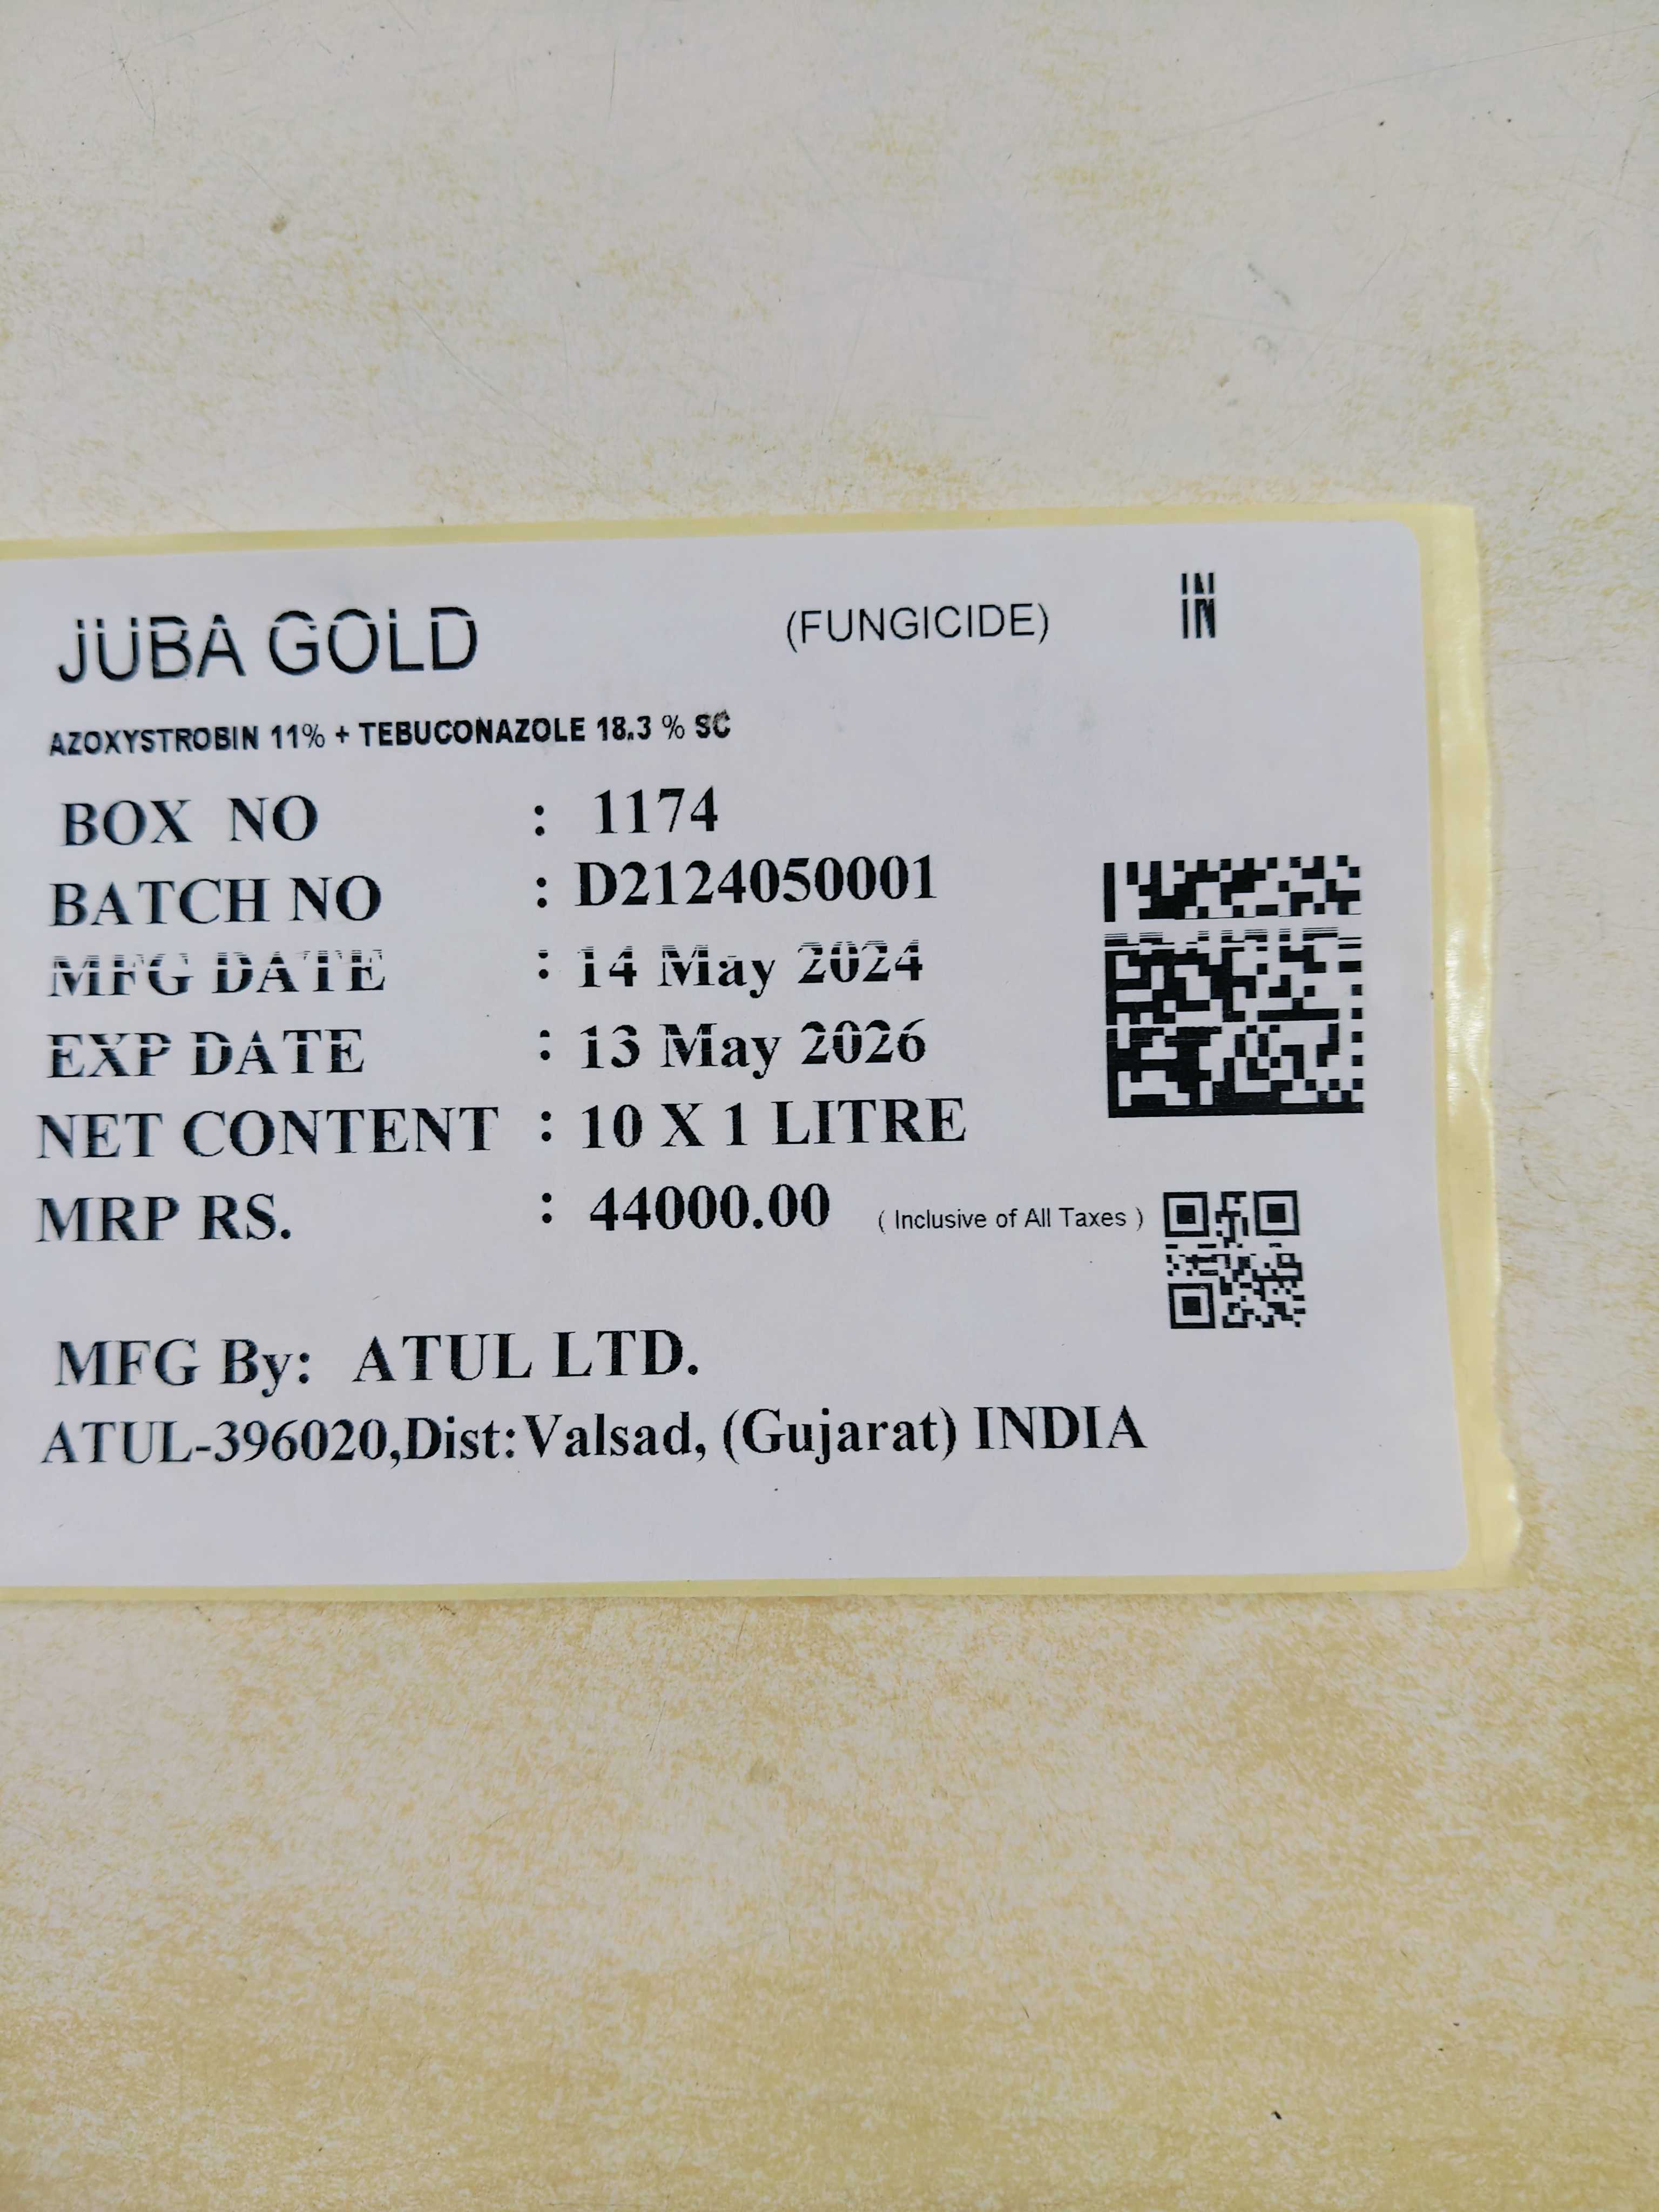 JUBA GOLD (FUNGICIDE) IN
AZOXYSTROBIN 11% + TEBUCONAZOLE 18.3 % SC
BOX NO : 1174
BATCH NO : D2124050001
MFG DATE : 14 May 2024
EXP DATE : 13 May 2026
NET CONTENT : 10 X 1 LITRE
MRP RS. : 44000.00 ( Inclusive of All Taxes )
MFG By: ATUL LTD.
ATUL-396020,Dist:Valsad, (Gujarat) INDIA